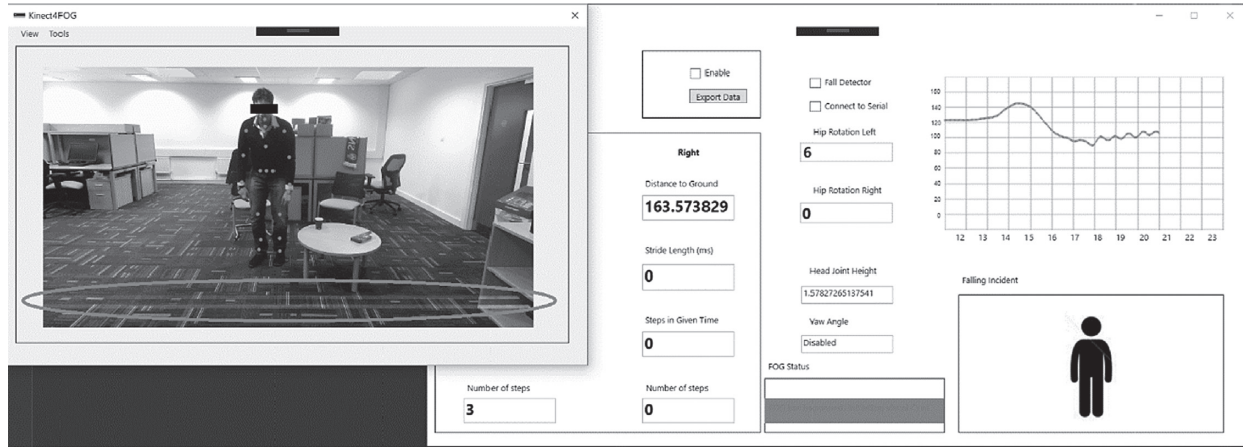 Kinect4FOG
View Tools
Enable
Export Data
Right
Distance to Ground
163.573829
Stride Length (ms)
0
Steps in Given Time
0
Number of steps
3
Number of steps
0
Fall Detector
Connect to Serial
Hip Rotation Left
6
Hip Rotation Right
0
Head Joint Height
1.57827265137541
Yaw Angle
Disabled
FOG Status
160
140
120
100
80
60
40
20
0
12 13 14 15 16 17 18 19 20 21 22 23
Falling Incident